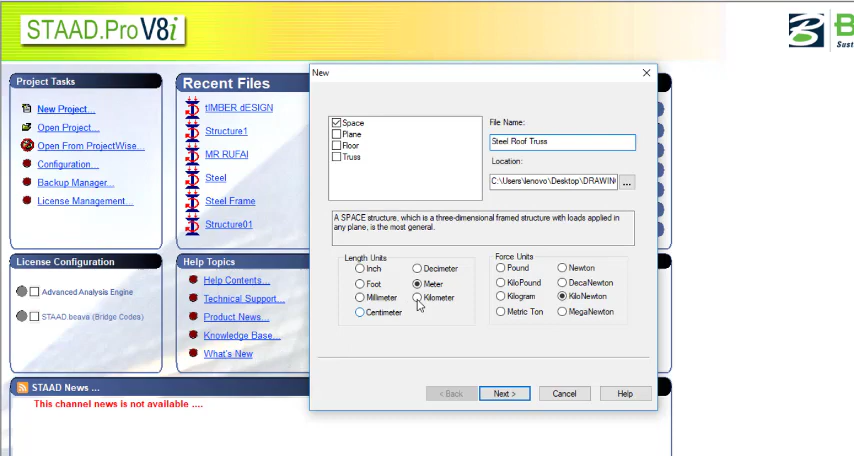 STAAD.Pro V8i
B
Sust
Project Tasks
New Project...
Open Project...
Open From ProjectWise...
Configuration...
Backup Manager...
License Management...
Recent Files
tIMBER dESIGN
Structure1
MR RUFAI
Steel
Steel Frame
Structure01
License Configuration
Advanced Analysis Engine
STAAD.beava (Bridge Codes)
Help Topics
Help Contents...
Technical Support...
Product News...
Knowledge Base...
What's New
STAAD News ...
This channel news is not available ....
New
Space
Plane
Floor
Truss
File Name:
Steel Roof Truss
Location:
C:\Users\lenovo\Desktop\DRAWIN
...
A SPACE structure, which is a three-dimensional framed structure with loads applied in
any plane, is the most general.
Length Units
Inch
Decimeter
Foot
Meter
Millimeter
Kilometer
Centimeter
Force Units
Pound
Newton
KiloPound
DecaNewton
Kilogram
KiloNewton
Metric Ton
MegaNewton
< Back
Next >
Cancel
Help